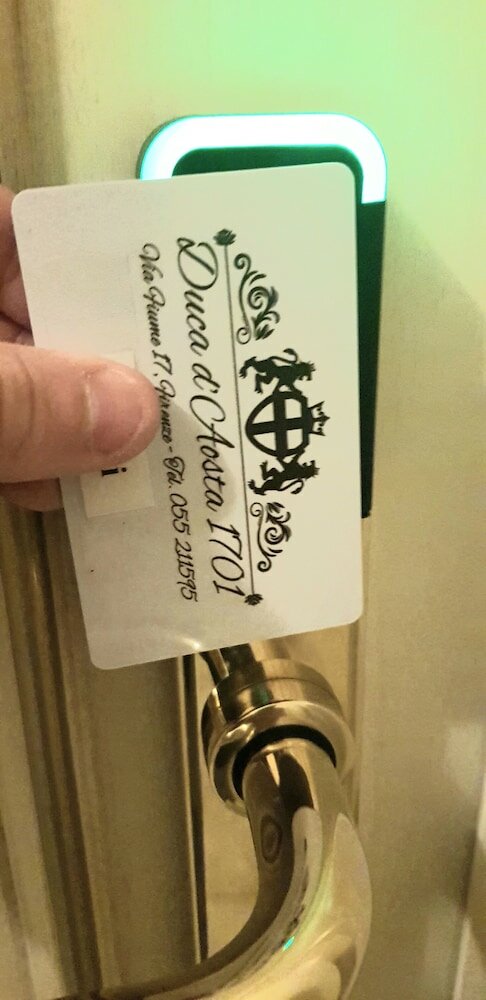 Duca d'Aosta 1701
Via Fiume 17, Firenze - Tel. 055 211595
i